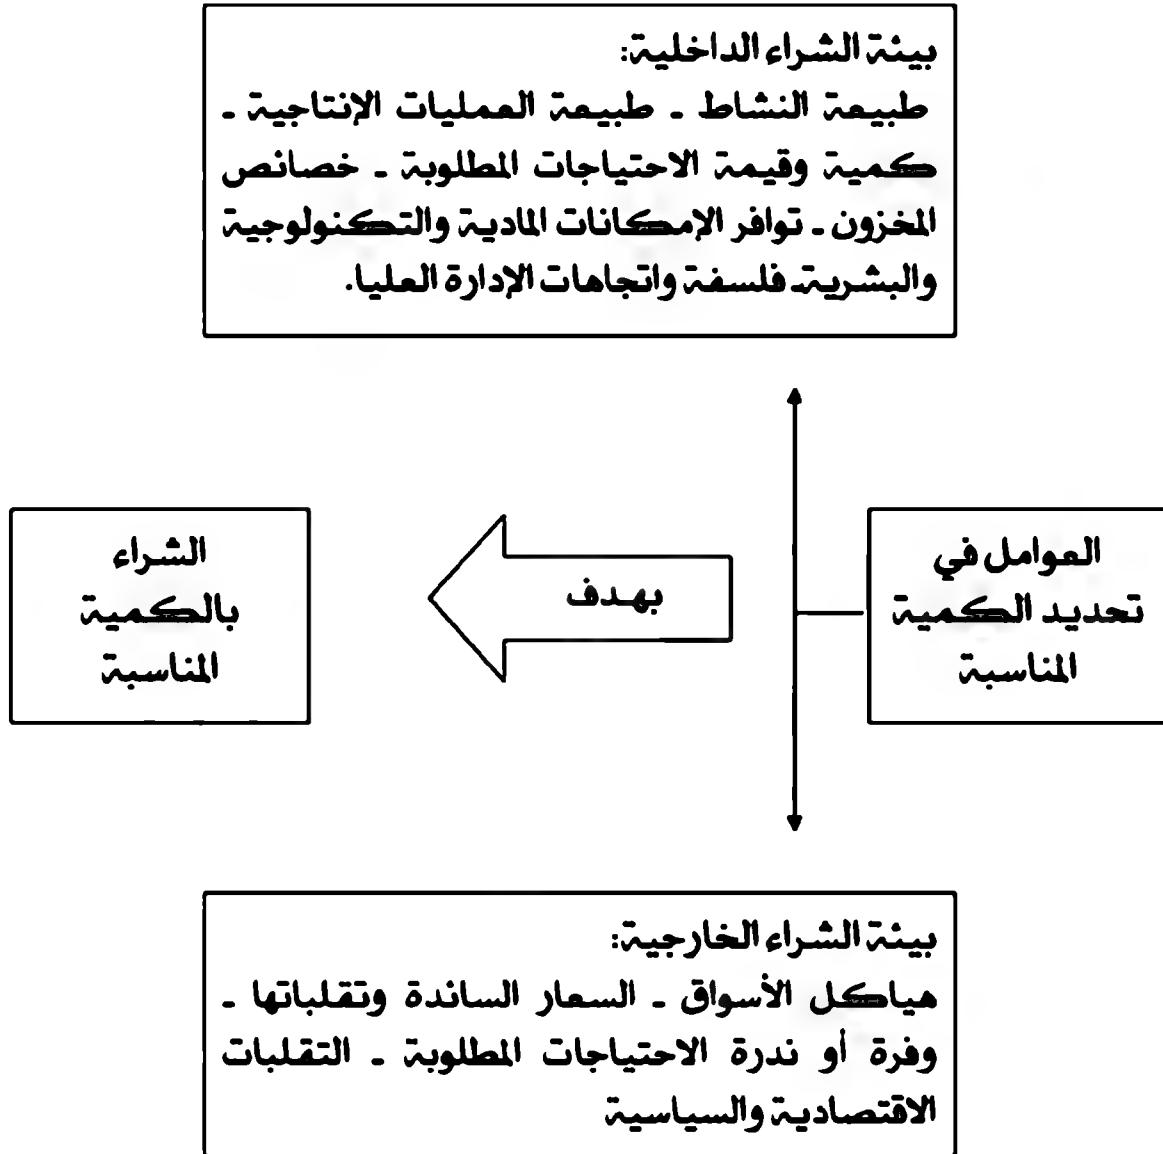 بيئة الشراء الداخلية:
طبيعة النشاط ـ طبيعة العمليات الإنتاجية ـ
كمية وقيمة الاحتياجات المطلوبة ـ خصائص
المخزون ـ توافر الإمكانات المادية والتكنولوجية
والبشرية ـ فلسفة واتجاهات الإدارة العليا.
العوامل في
تحديد الكمية
المناسبة
بهدف
الشراء
بالكمية
المناسبة
بيئة الشراء الخارجية:
هياكل الأسواق ـ السعار السائدة وتقلباتها ـ
وفرة أو ندرة الاحتياجات المطلوبة ـ التقلبات
الاقتصادية والسياسية